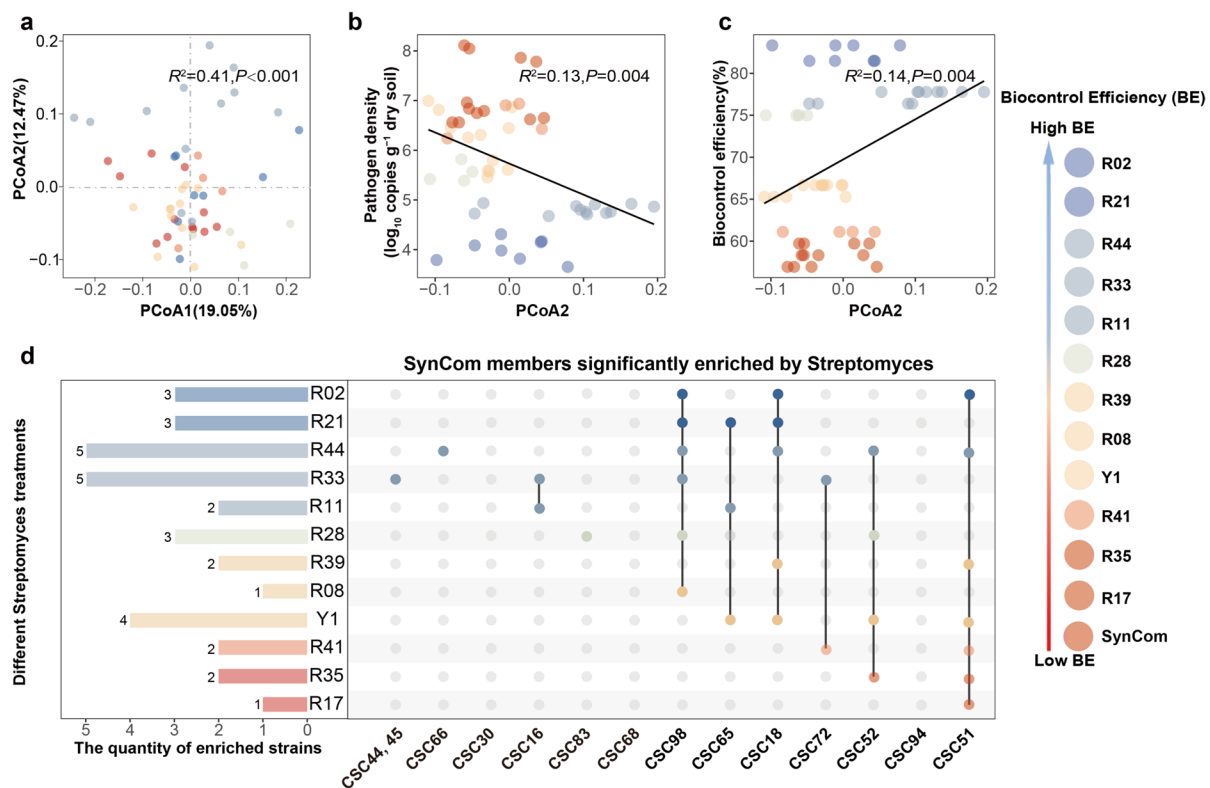 a
R²=0.41,P<0.001
0.2
0.1
0.0
−0.1
PCoA2(12.47%)
−0.2 −0.1 0.0 0.1 0.2
PCoA1(19.05%)
b
R²=0.13,P=0.004
8
7
6
5
4
Pathogen density
(log₁₀ copies g⁻¹ dry soil)
−0.1 0.0 0.1 0.2
PCoA2
c
R²=0.14,P=0.004
80
75
70
65
60
Biocontrol efficiency(%)
−0.1 0.0 0.1 0.2
PCoA2
Biocontrol Efficiency (BE)
High BE
R02
R21
R44
R33
R11
R28
R39
R08
Y1
R41
R35
R17
SynCom
Low BE
d
SynCom members significantly enriched by Streptomyces
Different Streptomyces treatments
3 R02
3 R21
5 R44
5 R33
2 R11
3 R28
2 R39
1 R08
4 Y1
2 R41
2 R35
1 R17
5 4 3 2 1 0
The quantity of enriched strains
CSC44, 45
CSC66
CSC30
CSC16
CSC83
CSC68
CSC98
CSC65
CSC18
CSC72
CSC52
CSC94
CSC51